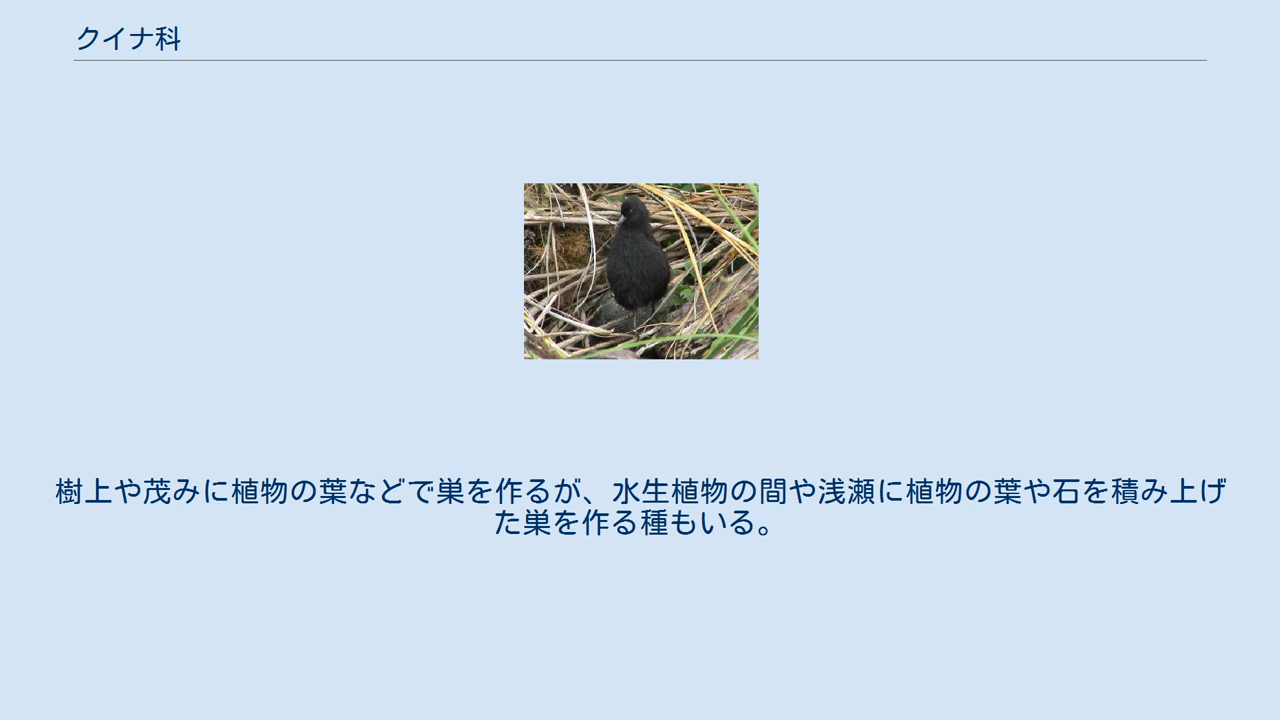 クイナ科
樹上や茂みに植物の葉などで巣を作るが、水生植物の間や浅瀬に植物の葉や石を積み上げ
た巣を作る種もいる。